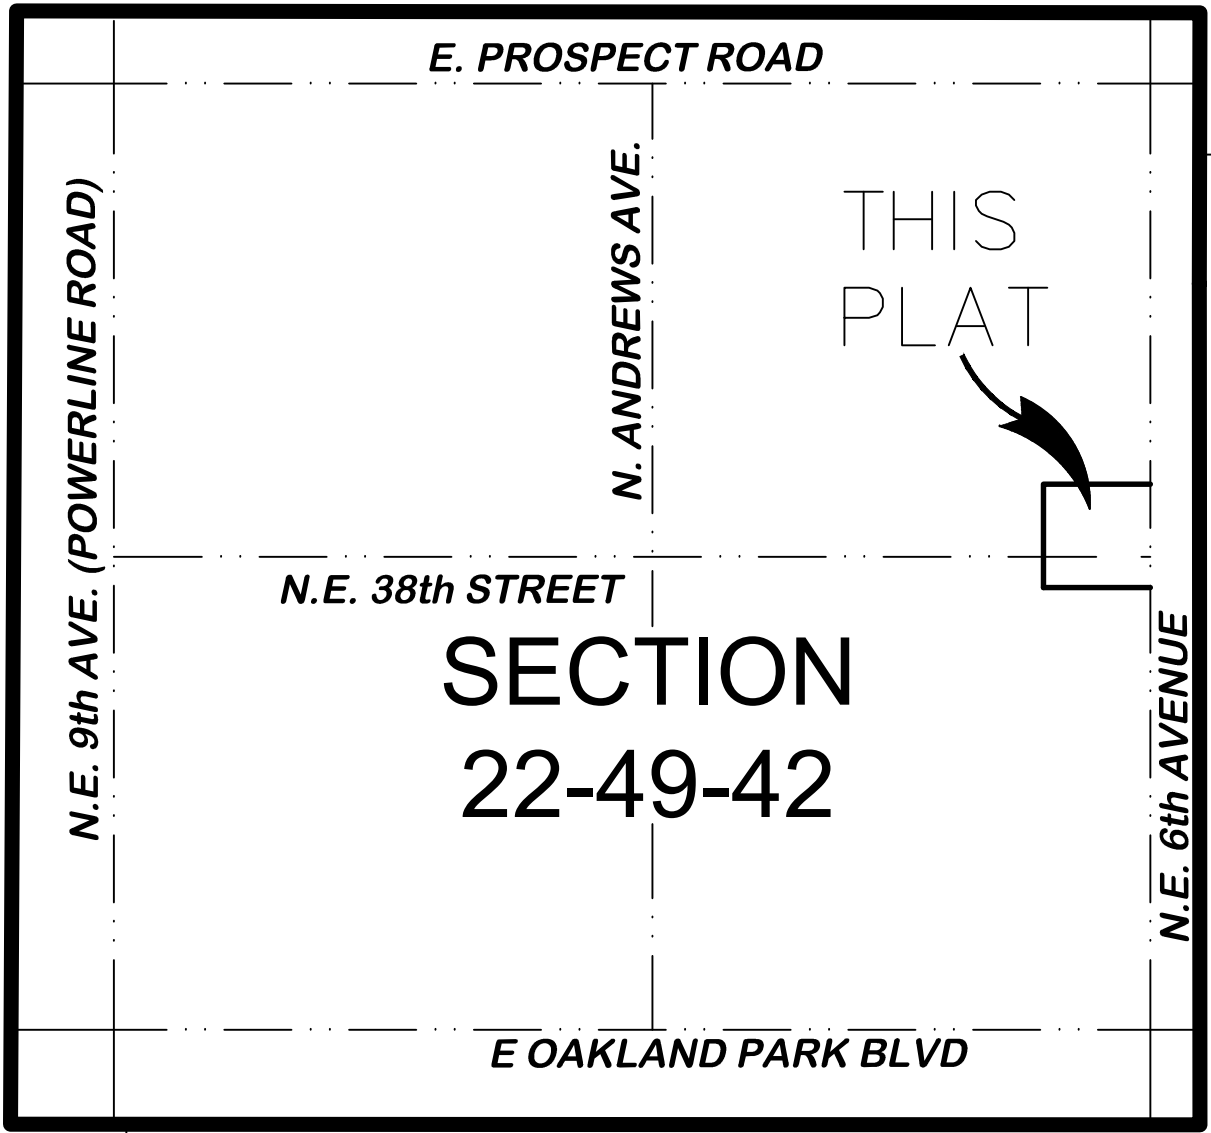 E. PROSPECT ROAD
N.E. 9th AVE. (POWERLINE ROAD)
N. ANDREWS AVE.
THIS
PLAT
N.E. 38th STREET
SECTION
22-49-42
N.E. 6th AVENUE
E OAKLAND PARK BLVD